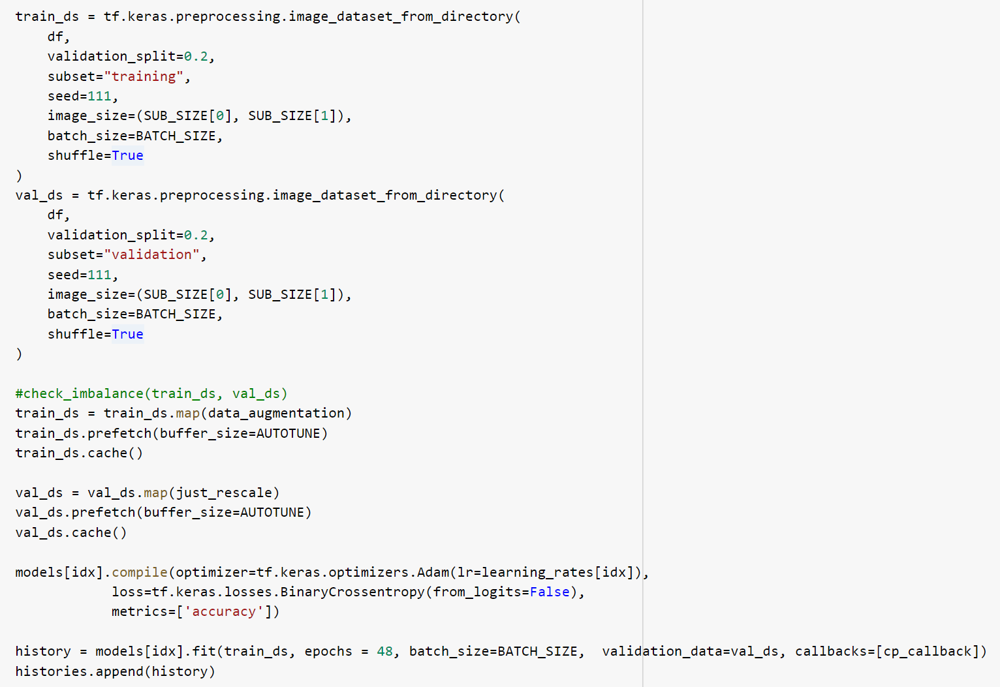 train_ds = tf.keras.preprocessing.image_dataset_from_directory(
    df,
    validation_split=0.2,
    subset="training",
    seed=111,
    image_size=(SUB_SIZE[0], SUB_SIZE[1]),
    batch_size=BATCH_SIZE,
    shuffle=True
)
val_ds = tf.keras.preprocessing.image_dataset_from_directory(
    df,
    validation_split=0.2,
    subset="validation",
    seed=111,
    image_size=(SUB_SIZE[0], SUB_SIZE[1]),
    batch_size=BATCH_SIZE,
    shuffle=True
)

#check_imbalance(train_ds, val_ds)
train_ds = train_ds.map(data_augmentation)
train_ds.prefetch(buffer_size=AUTOTUNE)
train_ds.cache()

val_ds = val_ds.map(just_rescale)
val_ds.prefetch(buffer_size=AUTOTUNE)
val_ds.cache()

models[idx].compile(optimizer=tf.keras.optimizers.Adam(lr=learning_rates[idx]),
            loss=tf.keras.losses.BinaryCrossentropy(from_logits=False),
            metrics=['accuracy'])

history = models[idx].fit(train_ds, epochs = 48, batch_size=BATCH_SIZE,  validation_data=val_ds, callbacks=[cp_callback])
histories.append(history)